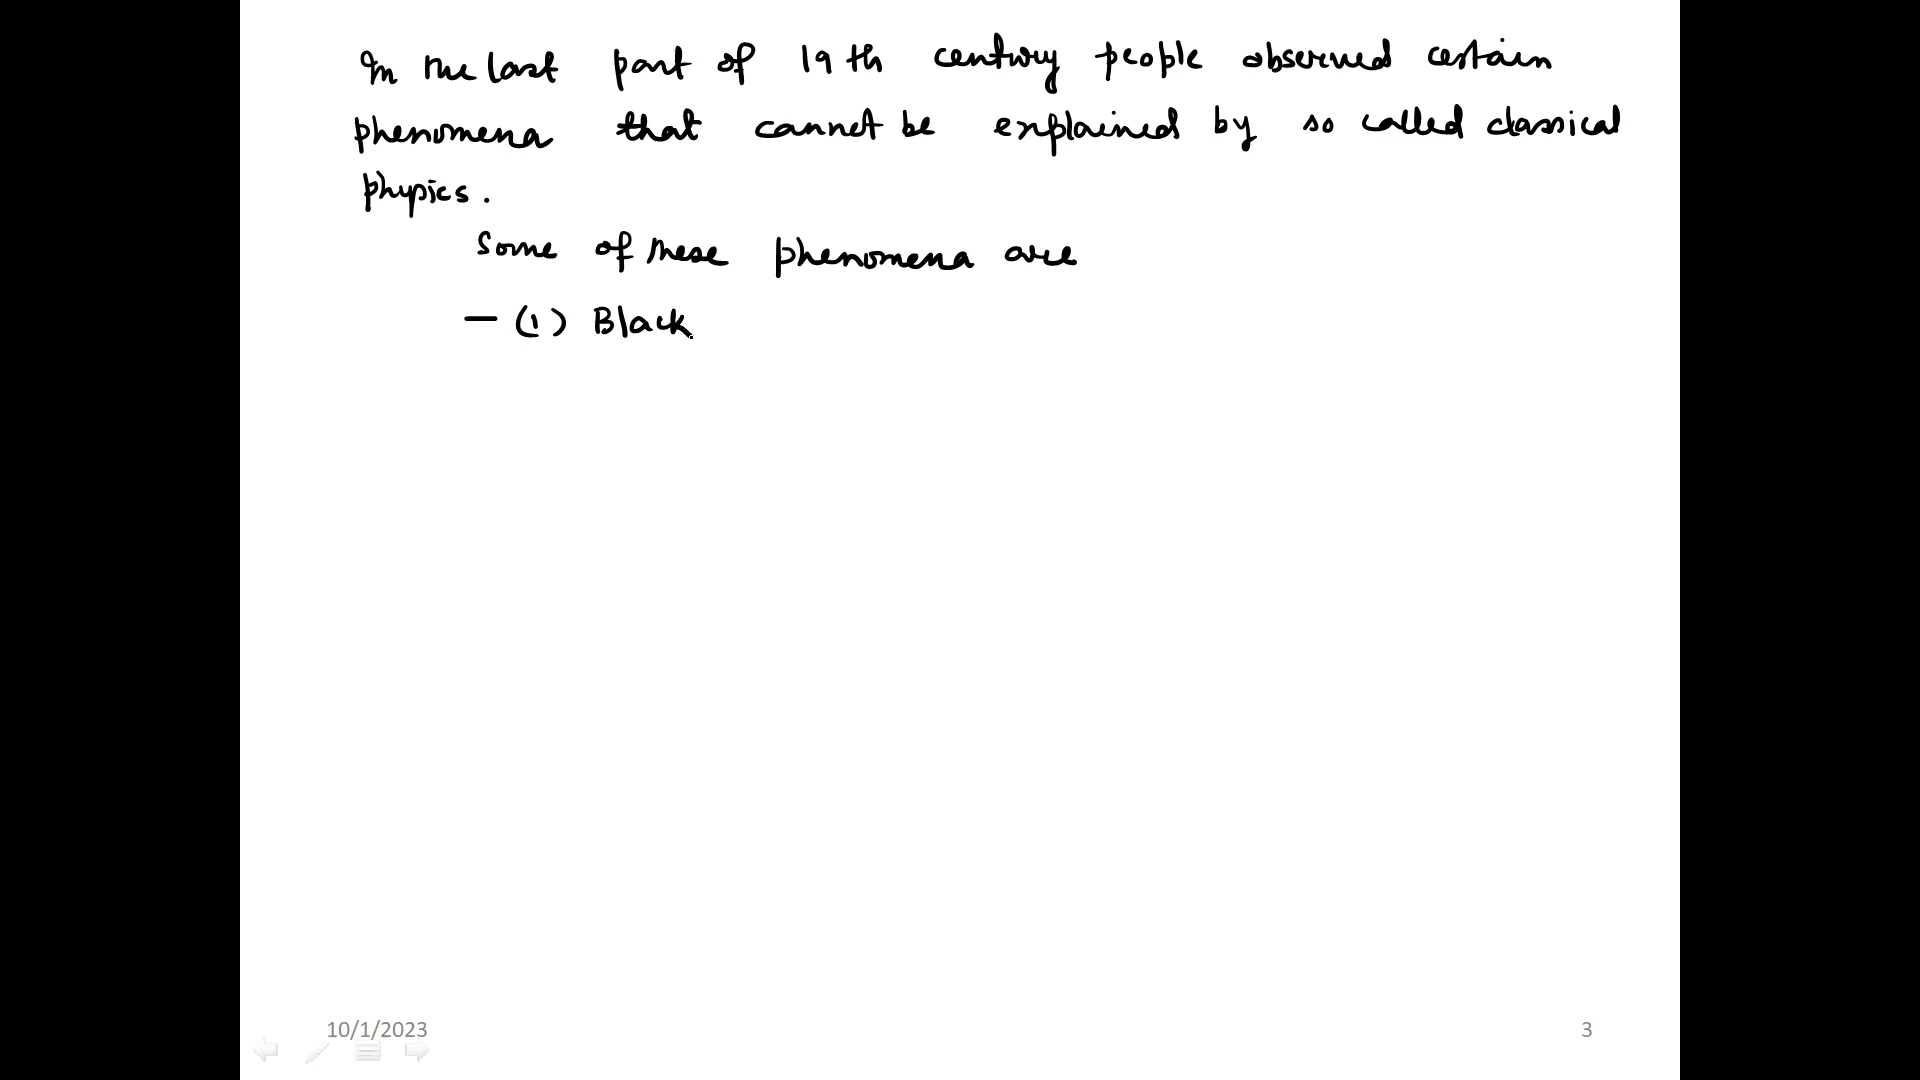 In the last part of 19th century people observed certain
phenomena that cannot be explained by so called classical
physics.
Some of these phenomena are
— (1) Black
10/1/2023
3